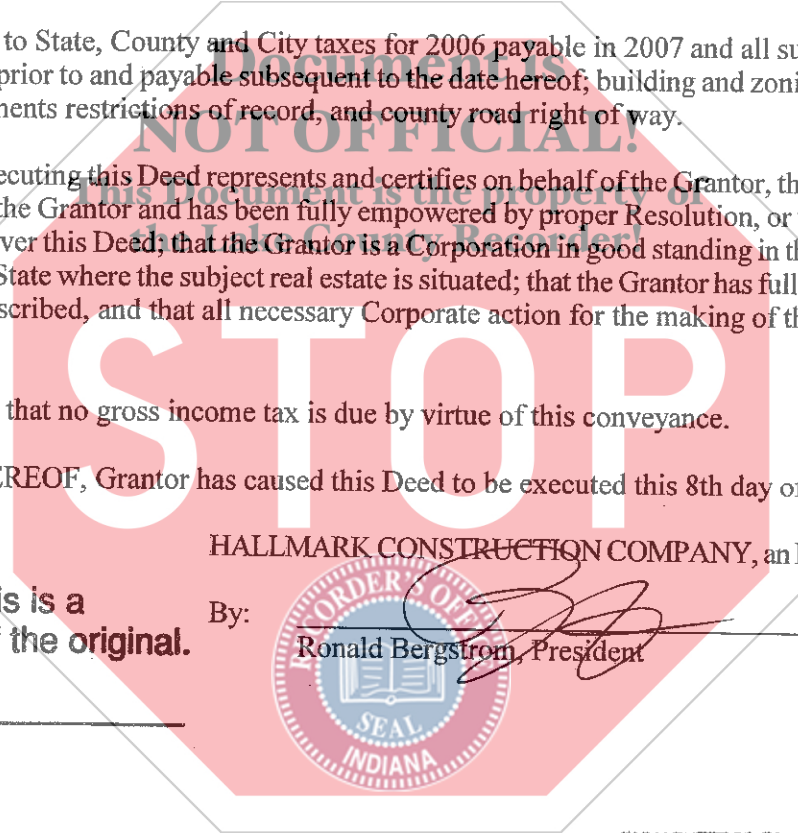 to State, County and City taxes for 2006 payable in 2007 and all su
prior to and payable subsequent to the date hereof; building and zoni
nents restrictions of record, and county road right of way.
Document is
NOT OFFICIAL!
This Document is the property of
the Lake County Recorder!
ecuting this Deed represents and certifies on behalf of the Grantor, th
the Grantor and has been fully empowered by proper Resolution, or
ver this Deed; that the Grantor is a Corporation in good standing in th
State where the subject real estate is situated; that the Grantor has full
scribed, and that all necessary Corporate action for the making of th
STOP
that no gross income tax is due by virtue of this conveyance.
EREOF, Grantor has caused this Deed to be executed this 8th day o
HALLMARK CONSTRUCTION COMPANY, an
is is a
the original.
By:
Ronald Bergstrom, President
RECORDER'S OFFICE
SEAL
INDIANA